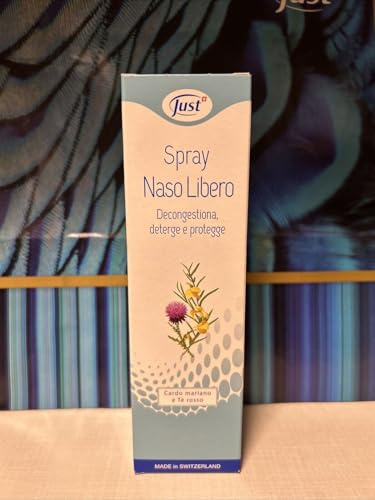 Just
Spray
Naso Libero
Decongestiona,
deterge e protegge
Cardo mariano
e Tè rosso
MADE in SWITZERLAND